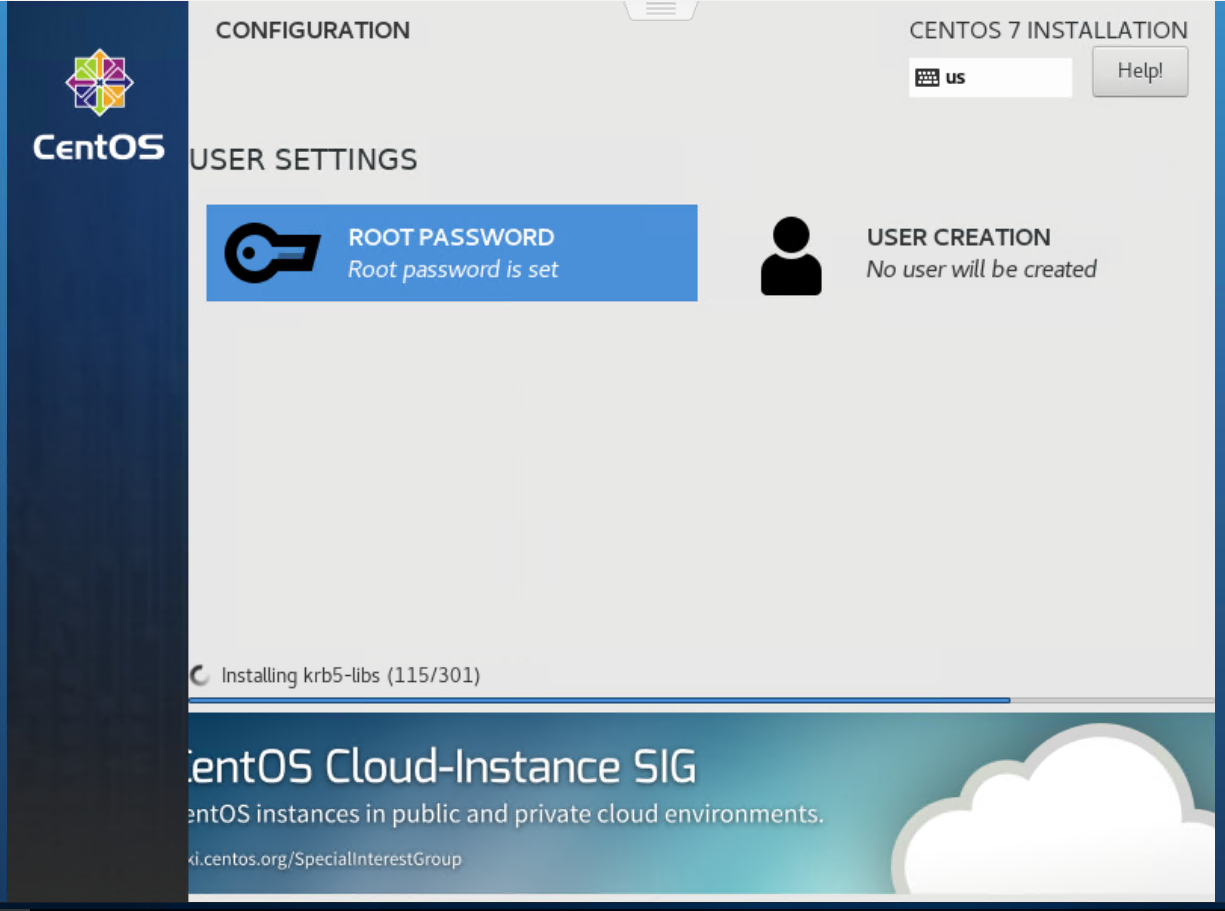 CONFIGURATION
CENTOS 7 INSTALLATION
us
Help!
CentOS
USER SETTINGS
ROOT PASSWORD
Root password is set
USER CREATION
No user will be created
Installing krb5-libs (115/301)
CentOS Cloud-Instance SIG
entOS instances in public and private cloud environments.
ki.centos.org/SpecialInterestGroup